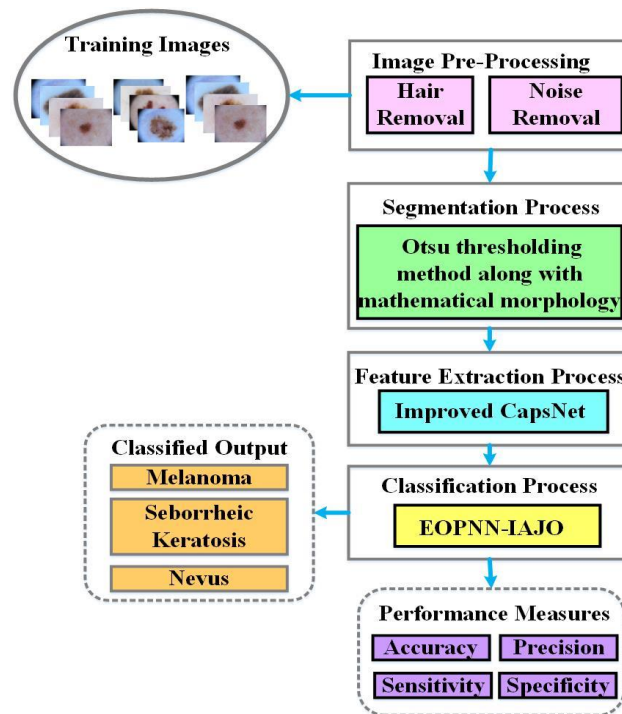 Training Images
Image Pre-Processing
Hair
Removal
Noise
Removal
Segmentation Process
Otsu thresholding
method along with
mathematical morphology
Feature Extraction Process
Improved CapsNet
Classification Process
EOPNN-IAJO
Classified Output
Melanoma
Seborrheic
Keratosis
Nevus
Performance Measures
Accuracy
Precision
Sensitivity
Specificity